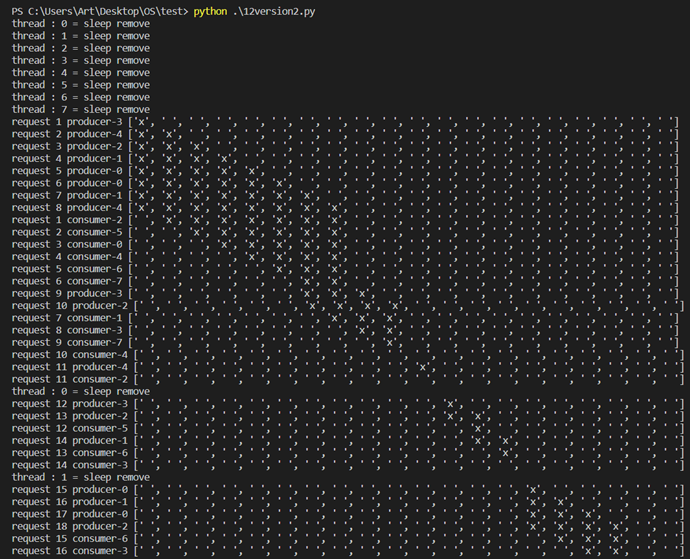 PS C:\Users\Art\Desktop\OS\test> python .\12version2.py
thread : 0 = sleep remove
thread : 1 = sleep remove
thread : 2 = sleep remove
thread : 3 = sleep remove
thread : 4 = sleep remove
thread : 5 = sleep remove
thread : 6 = sleep remove
thread : 7 = sleep remove
request 1 producer-3 ['x', ' ', ' ', ' ', ' ', ' ', ' ', ' ', ' ', ' ', ' ', ' ', ' ', ' ', ' ', ' ', ' ', ' ', ' ', ' ']
request 2 producer-4 ['x', 'x', ' ', ' ', ' ', ' ', ' ', ' ', ' ', ' ', ' ', ' ', ' ', ' ', ' ', ' ', ' ', ' ', ' ', ' ']
request 3 producer-2 ['x', 'x', 'x', ' ', ' ', ' ', ' ', ' ', ' ', ' ', ' ', ' ', ' ', ' ', ' ', ' ', ' ', ' ', ' ', ' ']
request 4 producer-1 ['x', 'x', 'x', 'x', ' ', ' ', ' ', ' ', ' ', ' ', ' ', ' ', ' ', ' ', ' ', ' ', ' ', ' ', ' ', ' ']
request 5 producer-0 ['x', 'x', 'x', 'x', 'x', ' ', ' ', ' ', ' ', ' ', ' ', ' ', ' ', ' ', ' ', ' ', ' ', ' ', ' ', ' ']
request 6 producer-0 ['x', 'x', 'x', 'x', 'x', 'x', ' ', ' ', ' ', ' ', ' ', ' ', ' ', ' ', ' ', ' ', ' ', ' ', ' ', ' ']
request 7 producer-1 ['x', 'x', 'x', 'x', 'x', 'x', 'x', ' ', ' ', ' ', ' ', ' ', ' ', ' ', ' ', ' ', ' ', ' ', ' ', ' ']
request 8 producer-4 ['x', 'x', 'x', 'x', 'x', 'x', 'x', 'x', ' ', ' ', ' ', ' ', ' ', ' ', ' ', ' ', ' ', ' ', ' ', ' ']
request 1 consumer-2 [' ', 'x', 'x', 'x', 'x', 'x', 'x', 'x', ' ', ' ', ' ', ' ', ' ', ' ', ' ', ' ', ' ', ' ', ' ', ' ']
request 2 consumer-5 [' ', ' ', 'x', 'x', 'x', 'x', 'x', 'x', ' ', ' ', ' ', ' ', ' ', ' ', ' ', ' ', ' ', ' ', ' ', ' ']
request 3 consumer-0 [' ', ' ', ' ', 'x', 'x', 'x', 'x', 'x', ' ', ' ', ' ', ' ', ' ', ' ', ' ', ' ', ' ', ' ', ' ', ' ']
request 4 consumer-4 [' ', ' ', ' ', ' ', 'x', 'x', 'x', 'x', ' ', ' ', ' ', ' ', ' ', ' ', ' ', ' ', ' ', ' ', ' ', ' ']
request 5 consumer-6 [' ', ' ', ' ', ' ', ' ', 'x', 'x', 'x', ' ', ' ', ' ', ' ', ' ', ' ', ' ', ' ', ' ', ' ', ' ', ' ']
request 6 consumer-7 [' ', ' ', ' ', ' ', ' ', ' ', 'x', 'x', ' ', ' ', ' ', ' ', ' ', ' ', ' ', ' ', ' ', ' ', ' ', ' ']
request 9 producer-3 [' ', ' ', ' ', ' ', ' ', ' ', 'x', 'x', 'x', ' ', ' ', ' ', ' ', ' ', ' ', ' ', ' ', ' ', ' ', ' ']
request 10 producer-2 [' ', ' ', ' ', ' ', ' ', ' ', 'x', 'x', 'x', 'x', ' ', ' ', ' ', ' ', ' ', ' ', ' ', ' ', ' ', ' ']
request 7 consumer-1 [' ', ' ', ' ', ' ', ' ', ' ', ' ', 'x', 'x', 'x', ' ', ' ', ' ', ' ', ' ', ' ', ' ', ' ', ' ', ' ']
request 8 consumer-3 [' ', ' ', ' ', ' ', ' ', ' ', ' ', ' ', 'x', 'x', ' ', ' ', ' ', ' ', ' ', ' ', ' ', ' ', ' ', ' ']
request 9 consumer-7 [' ', ' ', ' ', ' ', ' ', ' ', ' ', ' ', ' ', 'x', ' ', ' ', ' ', ' ', ' ', ' ', ' ', ' ', ' ', ' ']
request 10 consumer-4 [' ', ' ', ' ', ' ', ' ', ' ', ' ', ' ', ' ', ' ', ' ', ' ', ' ', ' ', ' ', ' ', ' ', ' ', ' ', ' ']
request 11 producer-4 [' ', ' ', ' ', ' ', ' ', ' ', ' ', ' ', ' ', ' ', 'x', ' ', ' ', ' ', ' ', ' ', ' ', ' ', ' ', ' ']
request 11 consumer-2 [' ', ' ', ' ', ' ', ' ', ' ', ' ', ' ', ' ', ' ', ' ', ' ', ' ', ' ', ' ', ' ', ' ', ' ', ' ', ' ']
thread : 0 = sleep remove
request 12 producer-3 [' ', ' ', ' ', ' ', ' ', ' ', ' ', ' ', ' ', ' ', ' ', 'x', ' ', ' ', ' ', ' ', ' ', ' ', ' ', ' ']
request 13 producer-2 [' ', ' ', ' ', ' ', ' ', ' ', ' ', ' ', ' ', ' ', ' ', 'x', 'x', ' ', ' ', ' ', ' ', ' ', ' ', ' ']
request 12 consumer-5 [' ', ' ', ' ', ' ', ' ', ' ', ' ', ' ', ' ', ' ', ' ', ' ', 'x', ' ', ' ', ' ', ' ', ' ', ' ', ' ']
request 14 producer-1 [' ', ' ', ' ', ' ', ' ', ' ', ' ', ' ', ' ', ' ', ' ', ' ', 'x', 'x', ' ', ' ', ' ', ' ', ' ', ' ']
request 13 consumer-6 [' ', ' ', ' ', ' ', ' ', ' ', ' ', ' ', ' ', ' ', ' ', ' ', ' ', 'x', ' ', ' ', ' ', ' ', ' ', ' ']
request 14 consumer-3 [' ', ' ', ' ', ' ', ' ', ' ', ' ', ' ', ' ', ' ', ' ', ' ', ' ', ' ', ' ', ' ', ' ', ' ', ' ', ' ']
thread : 1 = sleep remove
request 15 producer-0 [' ', ' ', ' ', ' ', ' ', ' ', ' ', ' ', ' ', ' ', ' ', ' ', ' ', ' ', 'x', ' ', ' ', ' ', ' ', ' ']
request 16 producer-1 [' ', ' ', ' ', ' ', ' ', ' ', ' ', ' ', ' ', ' ', ' ', ' ', ' ', ' ', 'x', 'x', ' ', ' ', ' ', ' ']
request 17 producer-0 [' ', ' ', ' ', ' ', ' ', ' ', ' ', ' ', ' ', ' ', ' ', ' ', ' ', ' ', 'x', 'x', 'x', ' ', ' ', ' ']
request 18 producer-2 [' ', ' ', ' ', ' ', ' ', ' ', ' ', ' ', ' ', ' ', ' ', ' ', ' ', ' ', 'x', 'x', 'x', 'x', ' ', ' ']
request 15 consumer-6 [' ', ' ', ' ', ' ', ' ', ' ', ' ', ' ', ' ', ' ', ' ', ' ', ' ', ' ', ' ', 'x', 'x', 'x', ' ', ' ']
request 16 consumer-3 [' ', ' ', ' ', ' ', ' ', ' ', ' ', ' ', ' ', ' ', ' ', ' ', ' ', ' ', ' ', ' ', 'x', 'x', ' ', ' ']